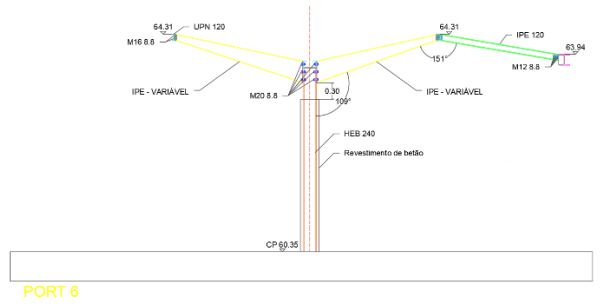 64.31
UPN 120
M16 8.8
IPE - VARIÁVEL
64.31
IPE 120
63.94
151°
M12 8.8
M20 8.8
0.30
109°
IPE - VARIÁVEL
HEB 240
Revestimento de betão
CP 60.35
PORT 6